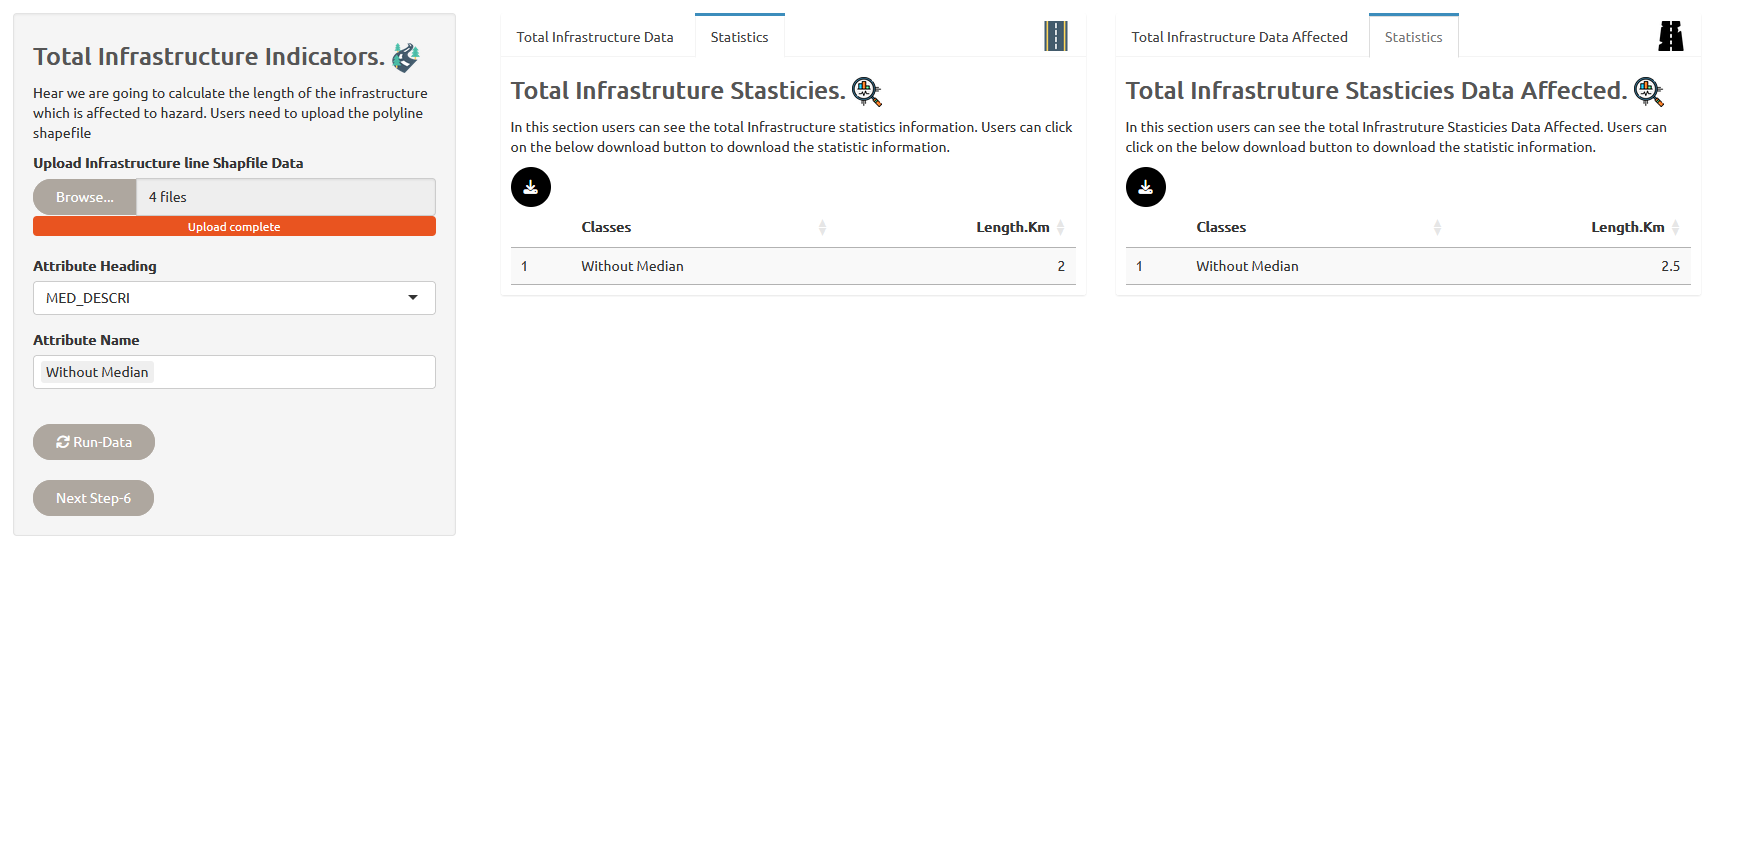 Total Infrastructure Indicators.
Hear we are going to calculate the length of the infrastructure
which is affected to hazard. Users need to upload the polyline
shapefile
Upload Infrastructure line Shapfile Data
Browse... 4 files
Upload complete
Attribute Heading
MED_DESCRI
Attribute Name
Without Median
Run-Data
Next Step-6
Total Infrastructure Data Statistics
Total Infrastruture Stasticies.
In this section users can see the total Infrastructure statistics information. Users can click
on the below download button to download the statistic information.
Classes Length.Km
1 Without Median 2
Total Infrastructure Data Affected Statistics
Total Infrastruture Stasticies Data Affected.
In this section users can see the total Infrastruture Stasticies Data Affected. Users can
click on the below download button to download the statistic information.
Classes Length.Km
1 Without Median 2.5